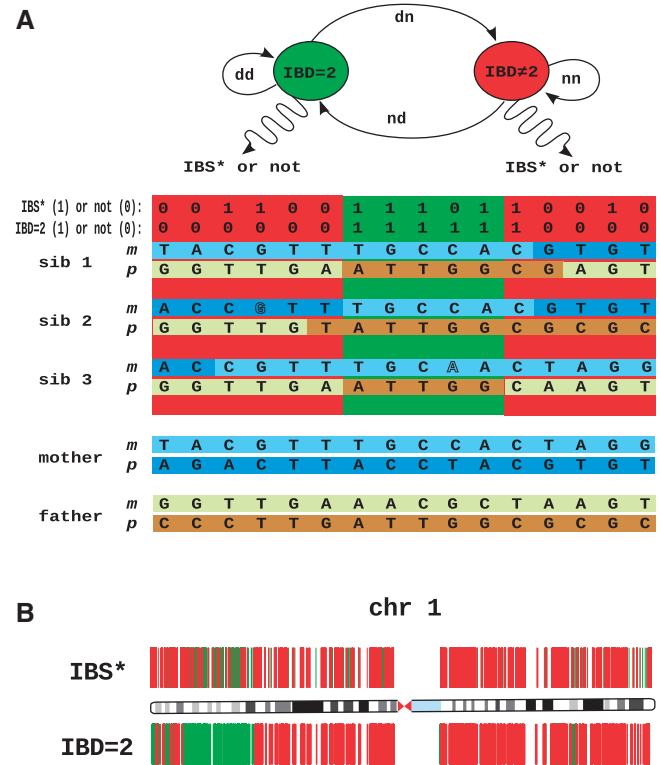 A
dn
dd IBD=2 IBD≠2 nn
nd
IBS* or not IBS* or not
IBS* (1) or not (0): 0 0 1 1 0 0 1 1 1 0 1 1 0 0 1 0
IBD=2 (1) or not (0): 0 0 0 0 0 0 1 1 1 1 1 0 0 0 0 0
m T A C G T T T G C C A C G T G T
sib 1
p G G T T G A A T T G G C G A G T
m A C C G T T T G C C A C G T G T
sib 2
p G G T T G T A T T G G C G C G C
m A C C G T T T G C A A C T A G G
sib 3
p G G T T G A A T T G G C A A G T
m T A C G T T T G C C A C T A G G
mother
p A G A C T T A C C T A C G T G T
m G G T T G A A A C G C T A A G T
father
p C C C T T G A T T G G C G C G C
B
chr 1
IBS*
IBD=2